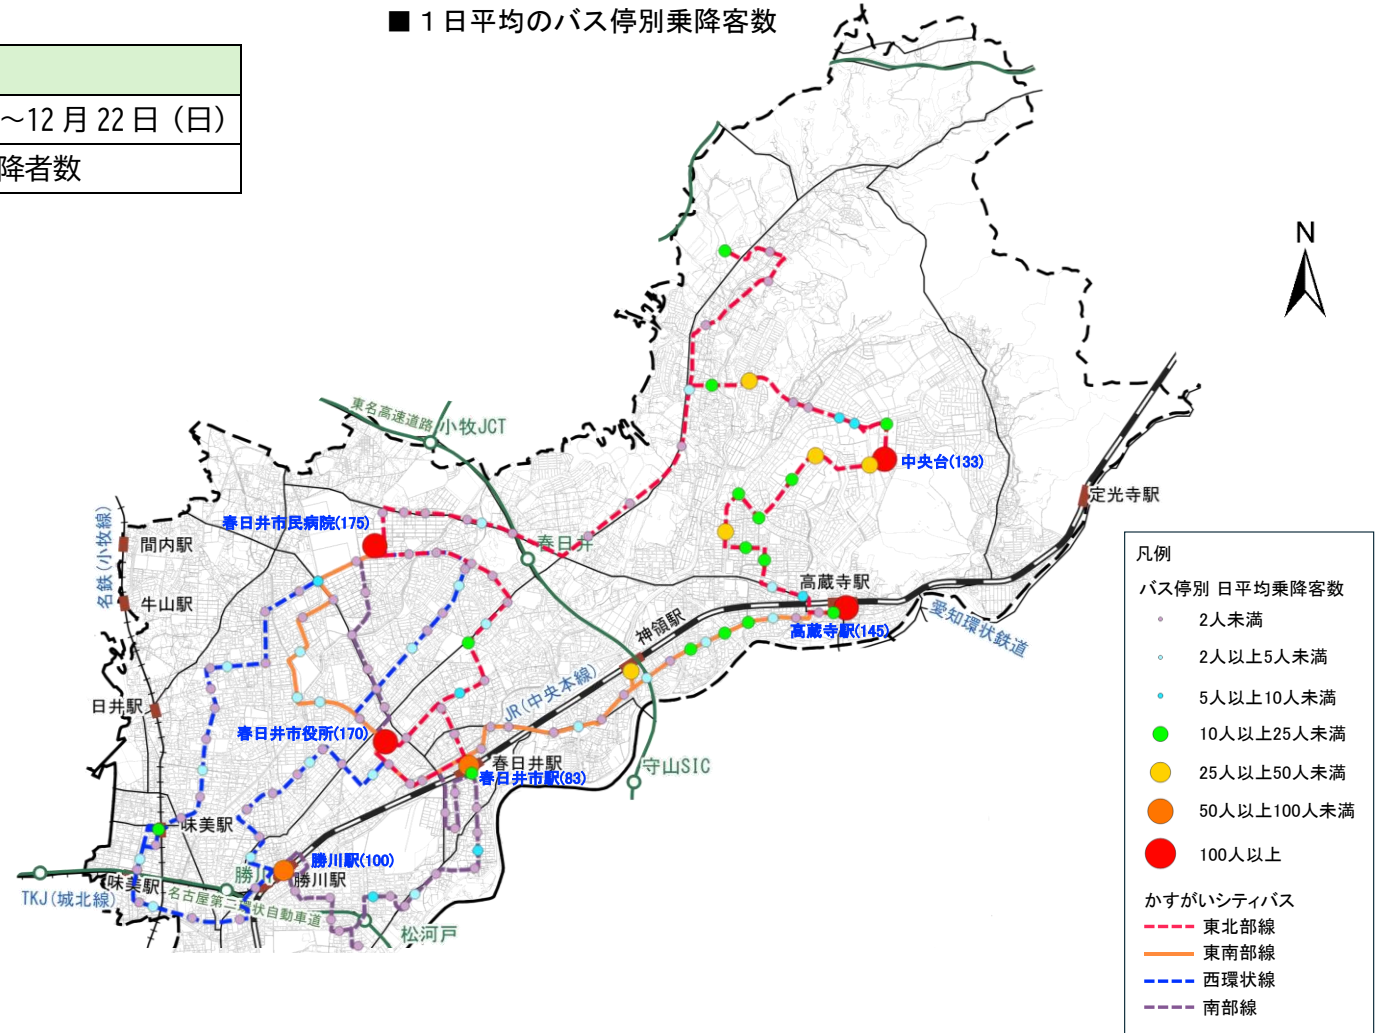 ■１日平均のバス停別乗降客数
～12 月 22 日（日）
降者数
N
東名高速道路
小牧JCT
中央台(133)
定光寺駅
春日井市民病院(175)
名鉄(小牧線)
間内駅
春日井
牛山駅
高蔵寺駅
神領駅
高蔵寺駅(145)
愛知環状鉄道
JR(中央本線)
日井駅
春日井市役所(170)
春日井駅
春日井市駅(83)
守山SIC
味美駅
勝川駅(100)
勝川
勝川駅
味美駅
TKJ(城北線)
名古屋第二環状自動車道
松河戸
凡例
バス停別 日平均乗降客数
2人未満
2人以上5人未満
5人以上10人未満
10人以上25人未満
25人以上50人未満
50人以上100人未満
100人以上
かすがいシティバス
東北部線
東南部線
西環状線
南部線